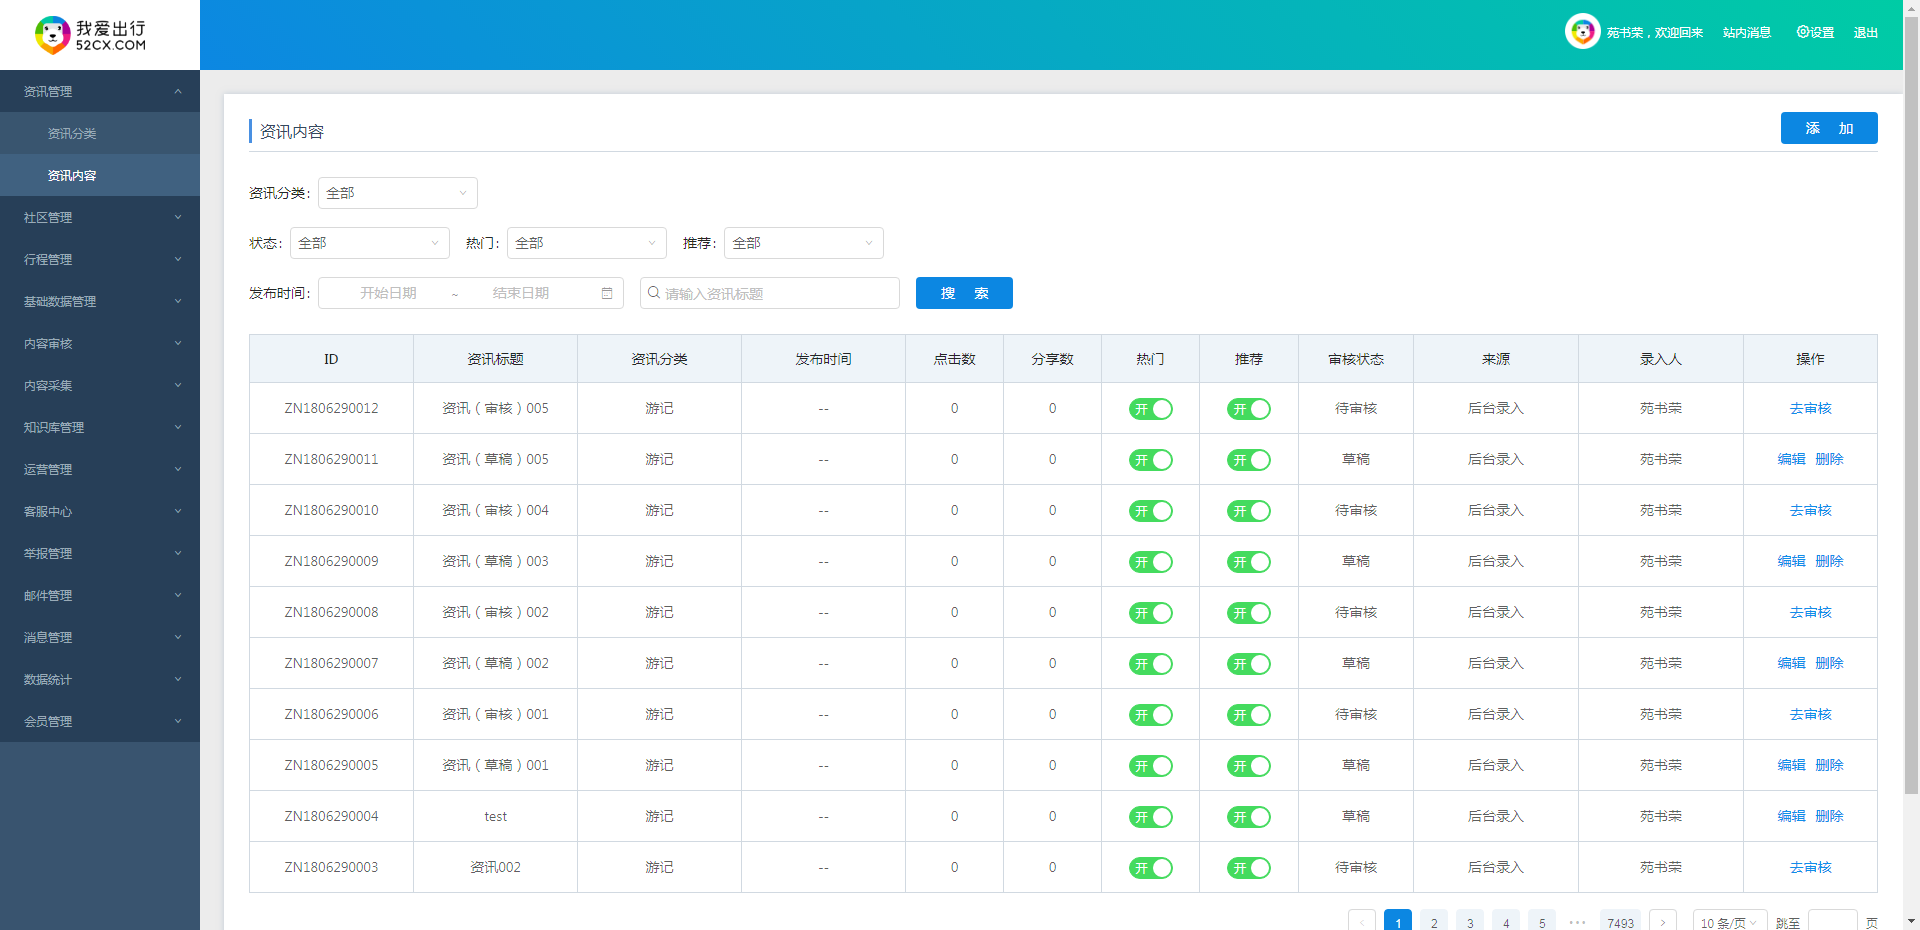 我爱出行
52CX.COM
苑书荣，欢迎回来 站内消息 设置 退出
资讯管理
资讯分类
资讯内容
社区管理
行程管理
基础数据管理
内容审核
内容采集
知识库管理
运营管理
客服中心
举报管理
邮件管理
消息管理
数据统计
会员管理
资讯内容 添 加
资讯分类: 全部
状态: 全部 热门: 全部 推荐: 全部
发布时间: 开始日期 ~ 结束日期 请输入资讯标题 搜 索
ID 资讯标题 资讯分类 发布时间 点击数 分享数 热门 推荐 审核状态 来源 录入人 操作
ZN1806290012 资讯（审核）005 游记 -- 0 0 开 开 待审核 后台录入 苑书荣 去审核
ZN1806290011 资讯（草稿）005 游记 -- 0 0 开 开 草稿 后台录入 苑书荣 编辑 删除
ZN1806290010 资讯（审核）004 游记 -- 0 0 开 开 待审核 后台录入 苑书荣 去审核
ZN1806290009 资讯（草稿）003 游记 -- 0 0 开 开 草稿 后台录入 苑书荣 编辑 删除
ZN1806290008 资讯（审核）002 游记 -- 0 0 开 开 待审核 后台录入 苑书荣 去审核
ZN1806290007 资讯（草稿）002 游记 -- 0 0 开 开 草稿 后台录入 苑书荣 编辑 删除
ZN1806290006 资讯（审核）001 游记 -- 0 0 开 开 待审核 后台录入 苑书荣 去审核
ZN1806290005 资讯（草稿）001 游记 -- 0 0 开 开 草稿 后台录入 苑书荣 编辑 删除
ZN1806290004 test 游记 -- 0 0 开 开 草稿 后台录入 苑书荣 编辑 删除
ZN1806290003 资讯002 游记 -- 0 0 开 开 待审核 后台录入 苑书荣 去审核
1 2 3 4 5 ••• 7493 10 条/页 跳至 页